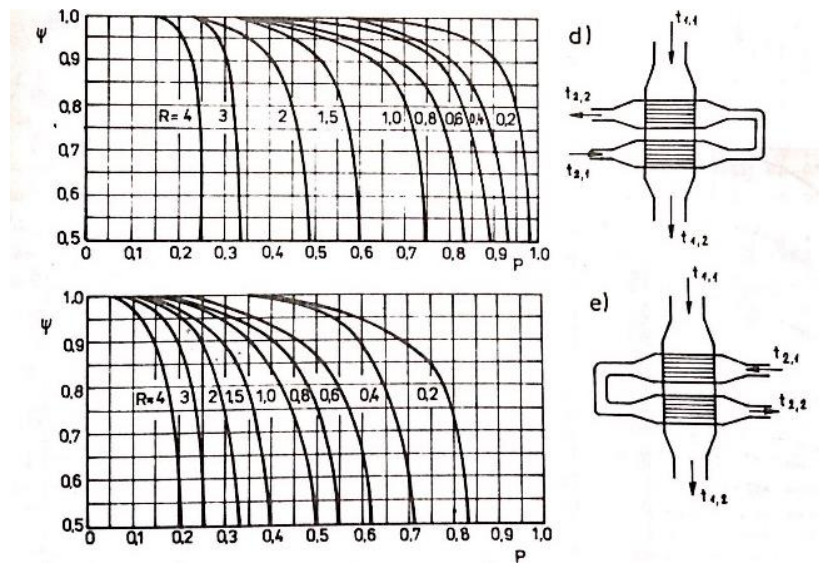 ψ
1,0
0,9
0,8
0,7
0,6
0,5
R= 4 3 2 1,5 1,0 0,8 0,6 0,4 0,2
0 0,1 0,2 0,3 0,4 0,5 0,6 0,7 0,8 0,9 1,0
P
d)
t1,1
t2,2
t2,1
t1,2
ψ
1,0
0,9
0,8
0,7
0,6
0,5
R=4 3 2 1,5 1,0 0,8 0,6 0,4 0,2
0 0,1 0,2 0,3 0,4 0,5 0,6 0,7 0,8 0,9 1,0
P
e)
t1,1
t2,1
t2,2
t1,2